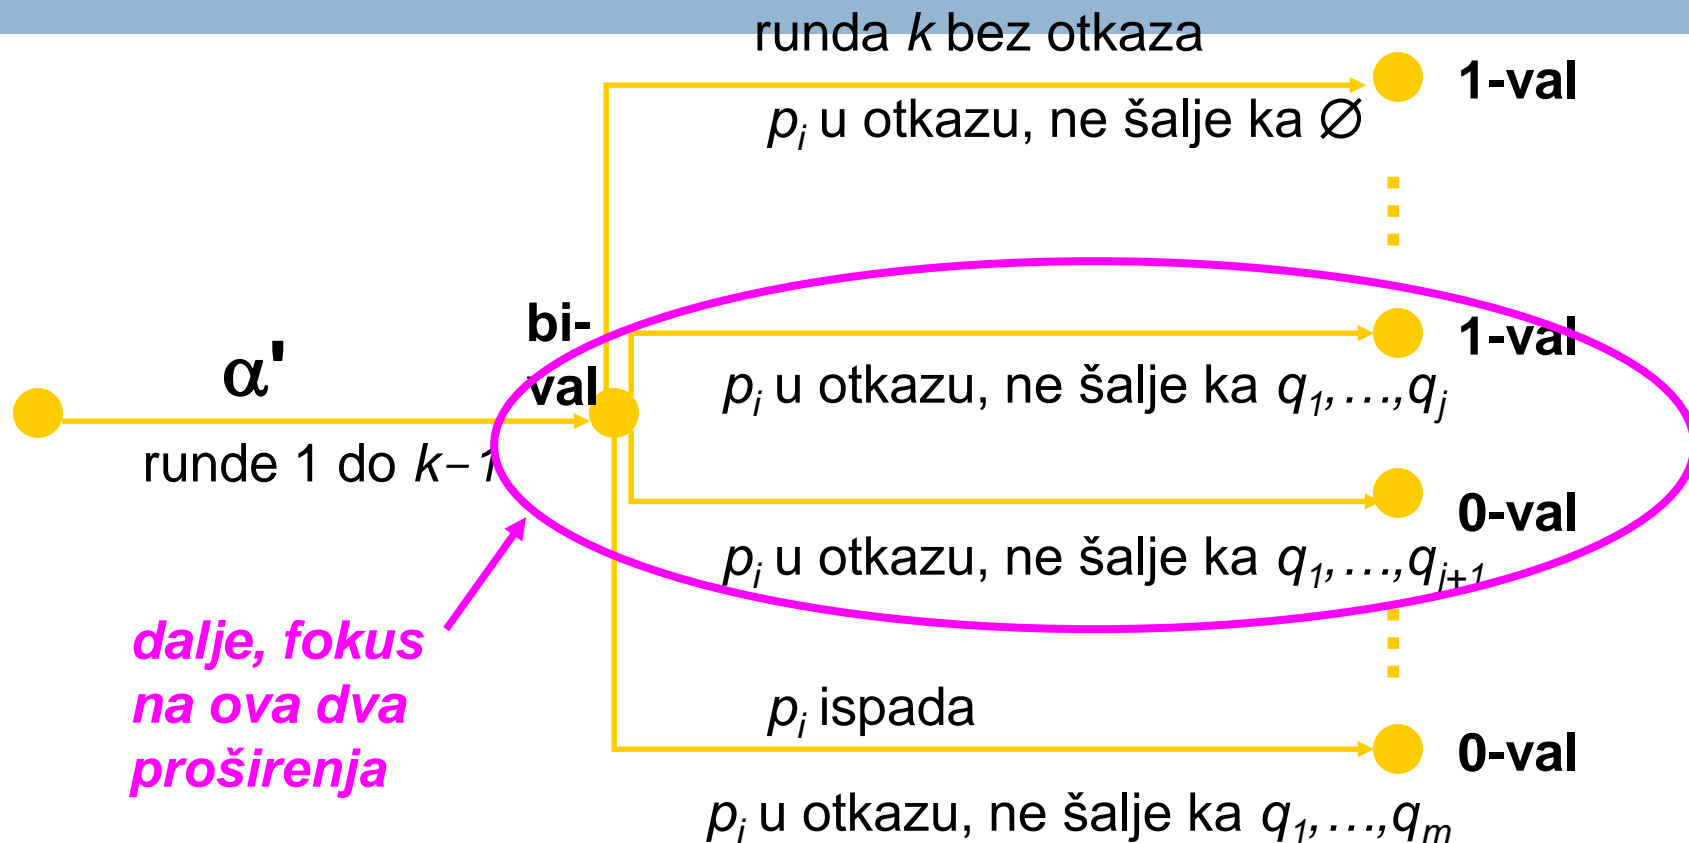 runda k bez otkaza
1-val
pᵢ u otkazu, ne šalje ka ∅
bi-
val
1-val
α'
pᵢ u otkazu, ne šalje ka q₁,…,qⱼ
runde 1 do k−1
0-val
pᵢ u otkazu, ne šalje ka q₁,…,qⱼ₊₁
dalje, fokus
na ova dva
proširenja
pᵢ ispada
0-val
pᵢ u otkazu, ne šalje ka q₁,…,qₘ